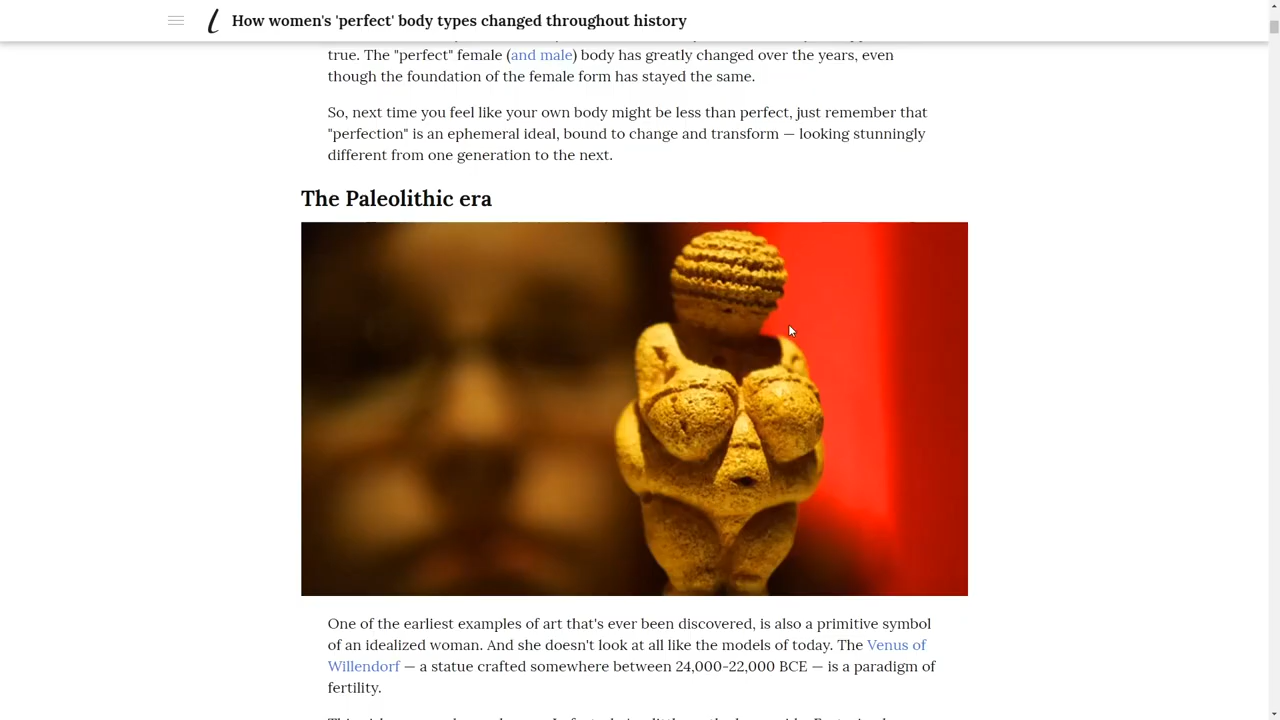 How women's 'perfect' body types changed throughout history
true. The "perfect" female (and male) body has greatly changed over the years, even
though the foundation of the female form has stayed the same.
So, next time you feel like your own body might be less than perfect, just remember that
"perfection" is an ephemeral ideal, bound to change and transform — looking stunningly
different from one generation to the next.
The Paleolithic era
One of the earliest examples of art that's ever been discovered, is also a primitive symbol
of an idealized woman. And she doesn't look at all like the models of today. The Venus of
Willendorf — a statue crafted somewhere between 24,000-22,000 BCE — is a paradigm of
fertility.